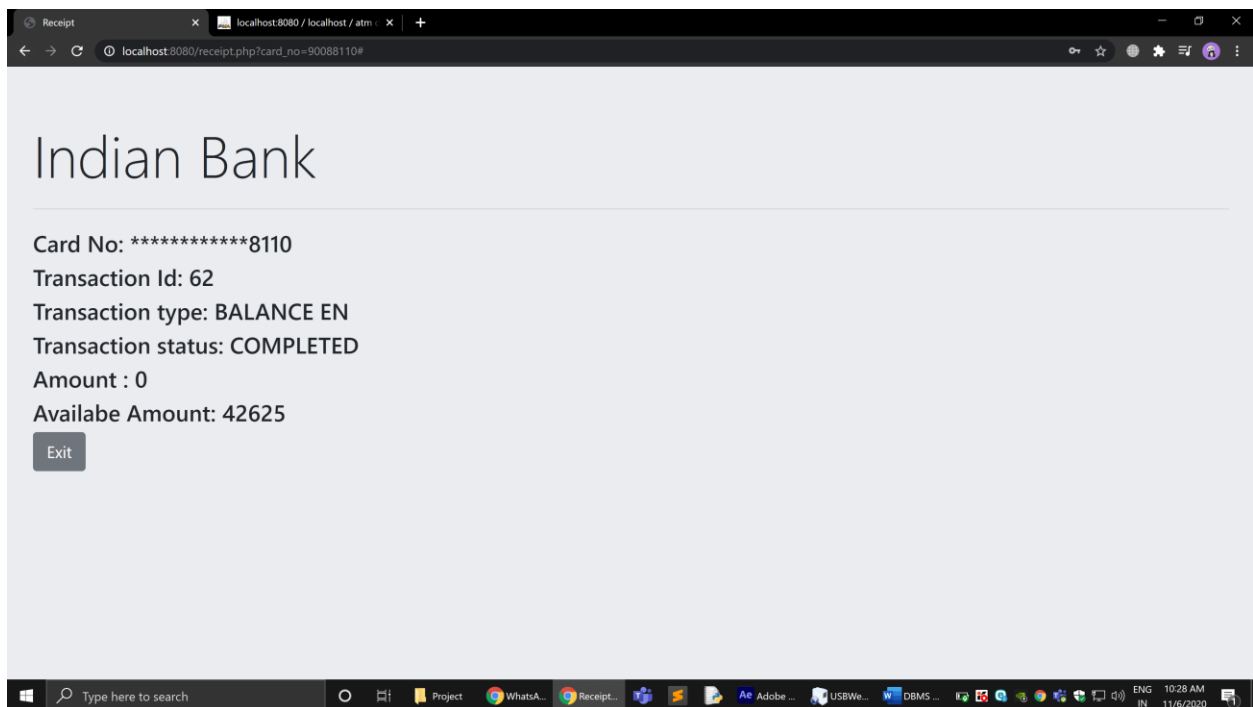 Receipt
localhost:8080 / localhost / atm
localhost:8080/receipt.php?card_no=90088110#
Indian Bank
Card No: ************8110
Transaction Id: 62
Transaction type: BALANCE EN
Transaction status: COMPLETED
Amount : 0
Availabe Amount: 42625
Exit
Type here to search
Project
WhatsA...
Receipt...
Ae Adobe ...
USBWe...
DBMS ...
ENG
IN
10:28 AM
11/6/2020